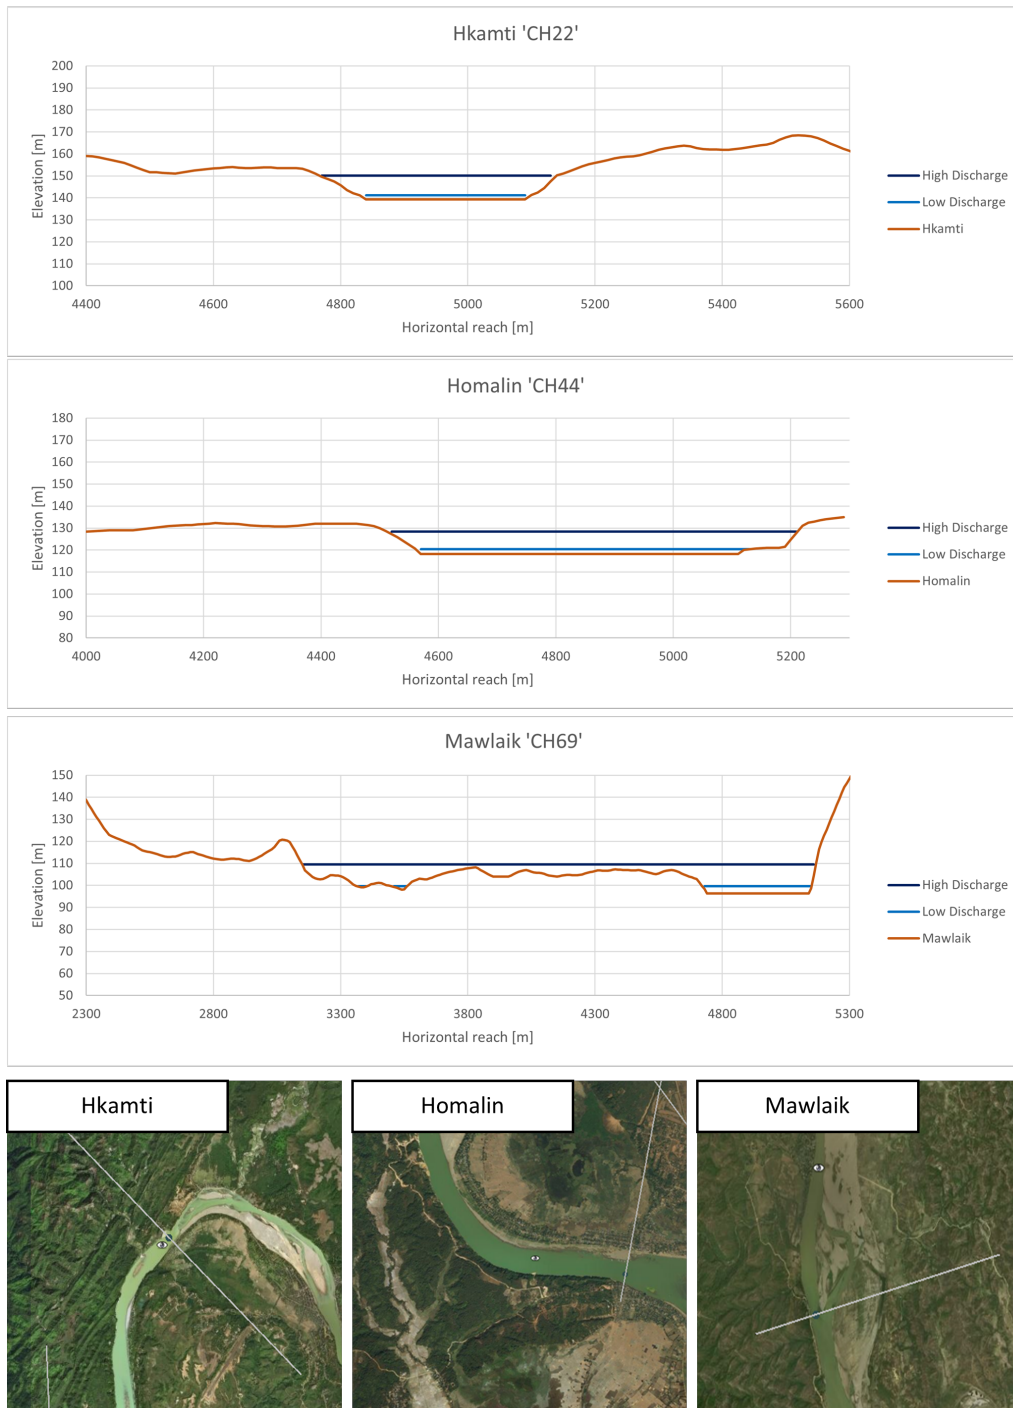 Hkamti 'CH22'
200
190
180
170
160
150
140
130
120
110
100
Elevation [m]
4400 4600 4800 5000 5200 5400 5600
Horizontal reach [m]
High Discharge
Low Discharge
Hkamti
Homalin 'CH44'
180
170
160
150
140
130
120
110
100
90
80
Elevation [m]
4000 4200 4400 4600 4800 5000 5200
Horizontal reach [m]
High Discharge
Low Discharge
Homalin
Mawlaik 'CH69'
150
140
130
120
110
100
90
80
70
60
50
Elevation [m]
2300 2800 3300 3800 4300 4800 5300
Horizontal reach [m]
High Discharge
Low Discharge
Mawlaik
Hkamti Homalin Mawlaik